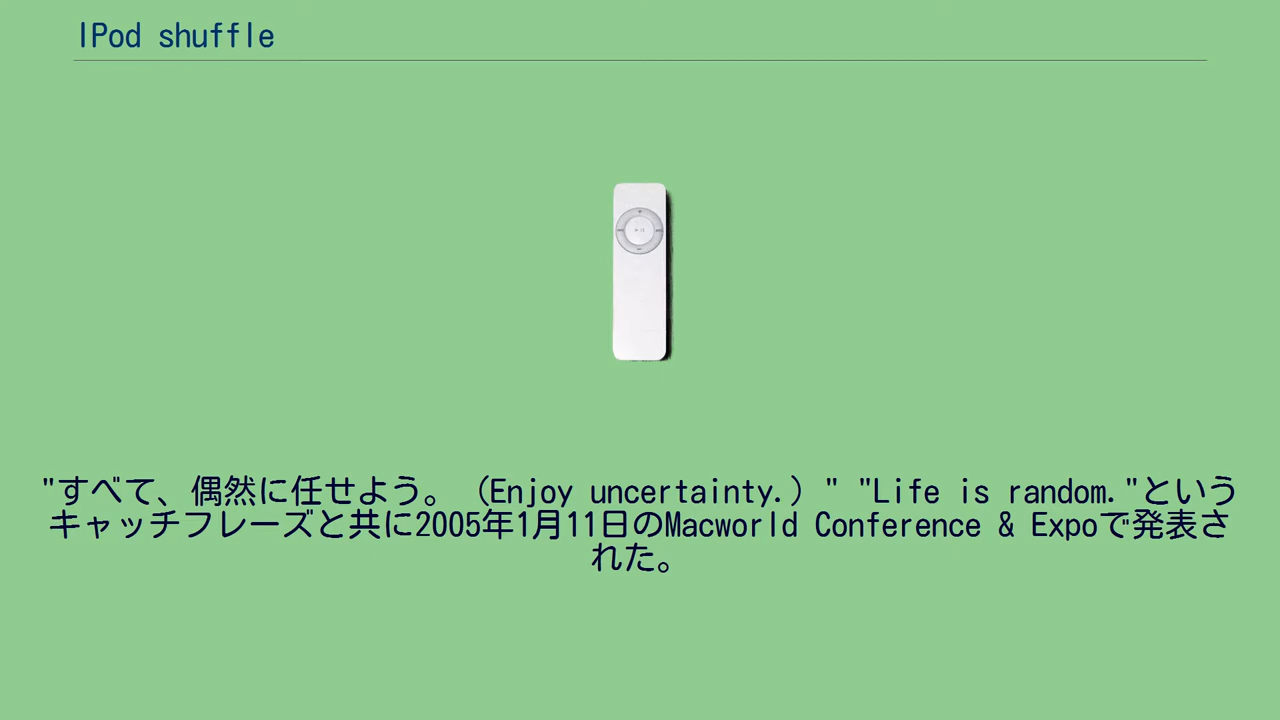 IPod shuffle
"すべて、偶然に任せよう。（Enjoy uncertainty.）" "Life is random."という
キャッチフレーズと共に2005年1月11日のMacworld Conference & Expoで発表さ
れた。